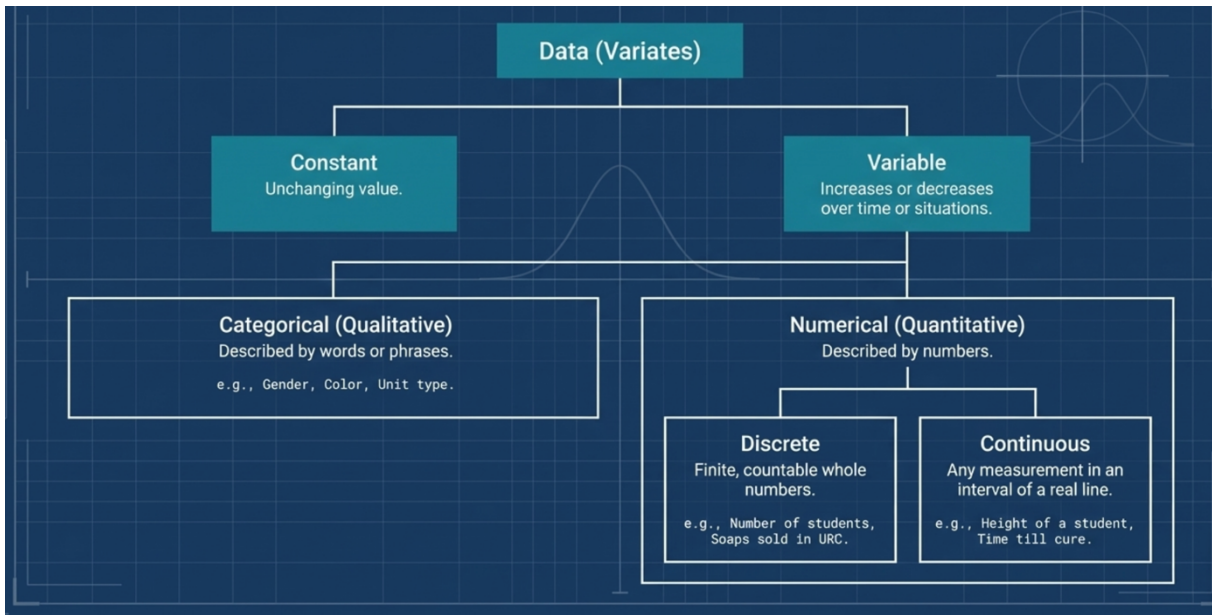 Data (Variates)
Constant
Unchanging value.
Variable
Increases or decreases
over time or situations.
Categorical (Qualitative)
Described by words or phrases.
e.g., Gender, Color, Unit type.
Numerical (Quantitative)
Described by numbers.
Discrete
Finite, countable whole
numbers.
e.g., Number of students,
Soaps sold in URC.
Continuous
Any measurement in an
interval of a real line.
e.g., Height of a student,
Time till cure.